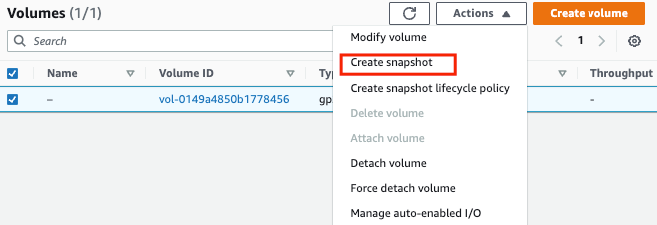 Volumes (1/1)
Actions
Create volume
Search
1
Name
Volume ID
Throughput
–
vol-0149a4850b1778456
gp
-
Modify volume
Create snapshot
Create snapshot lifecycle policy
Delete volume
Attach volume
Detach volume
Force detach volume
Manage auto-enabled I/O